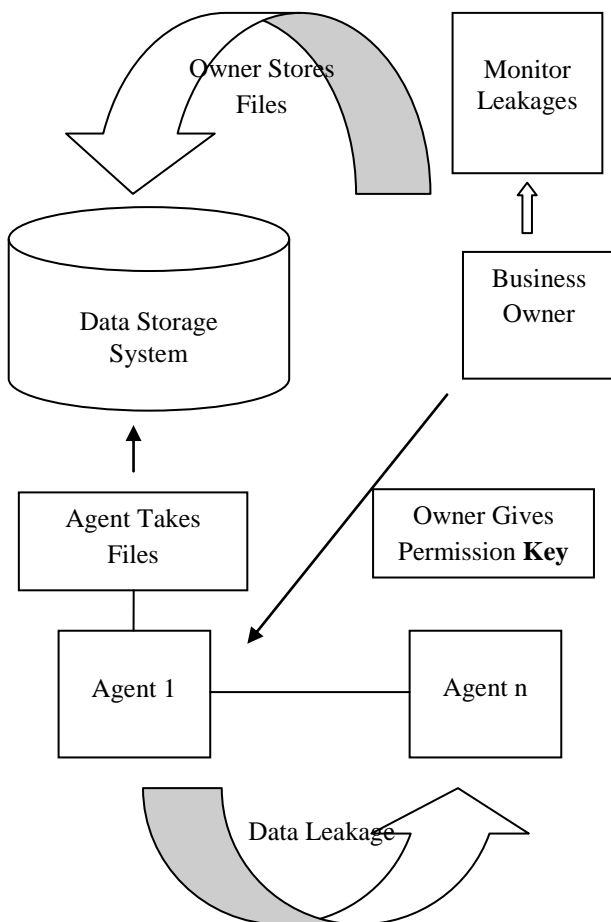 Owner Stores
Files
Monitor
Leakages
Business
Owner
Data Storage
System
Agent Takes
Files
Owner Gives
Permission Key
Agent 1
Agent n
Data Leakage